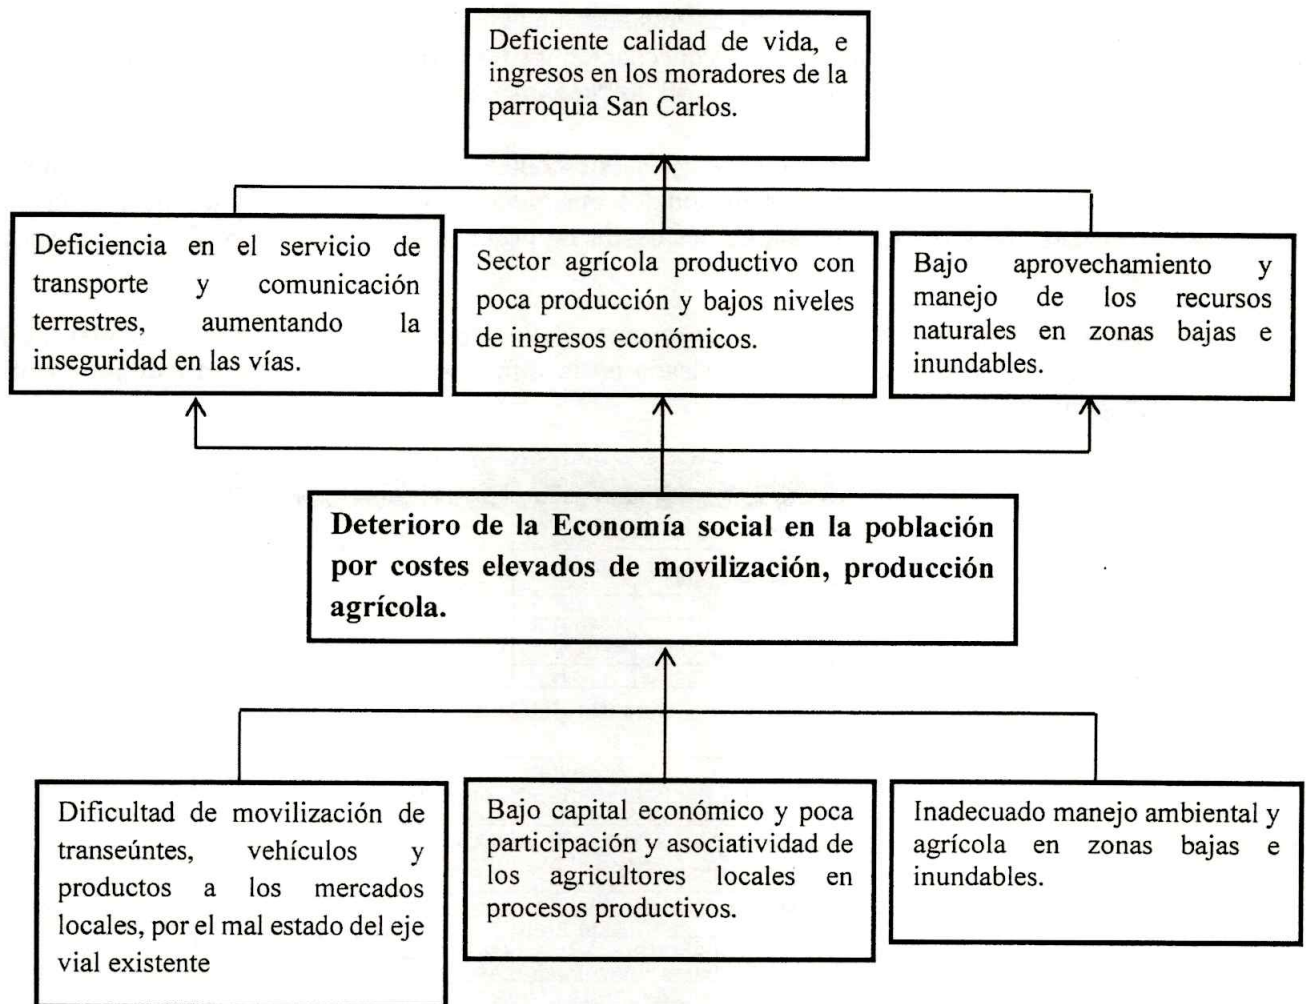 Deficiente calidad de vida, e
ingresos en los moradores de la
parroquia San Carlos.
Deficiencia en el servicio de
transporte y comunicación
terrestres, aumentando la
inseguridad en las vías.
Sector agrícola productivo con
poca producción y bajos niveles
de ingresos económicos.
Bajo aprovechamiento y
manejo de los recursos
naturales en zonas bajas e
inundables.
Deterioro de la Economía social en la población
por costes elevados de movilización, producción
agrícola.
Dificultad de movilización de
transeúntes, vehículos y
productos a los mercados
locales, por el mal estado del eje
vial existente
Bajo capital económico y poca
participación y asociatividad de
los agricultores locales en
procesos productivos.
Inadecuado manejo ambiental y
agrícola en zonas bajas e
inundables.